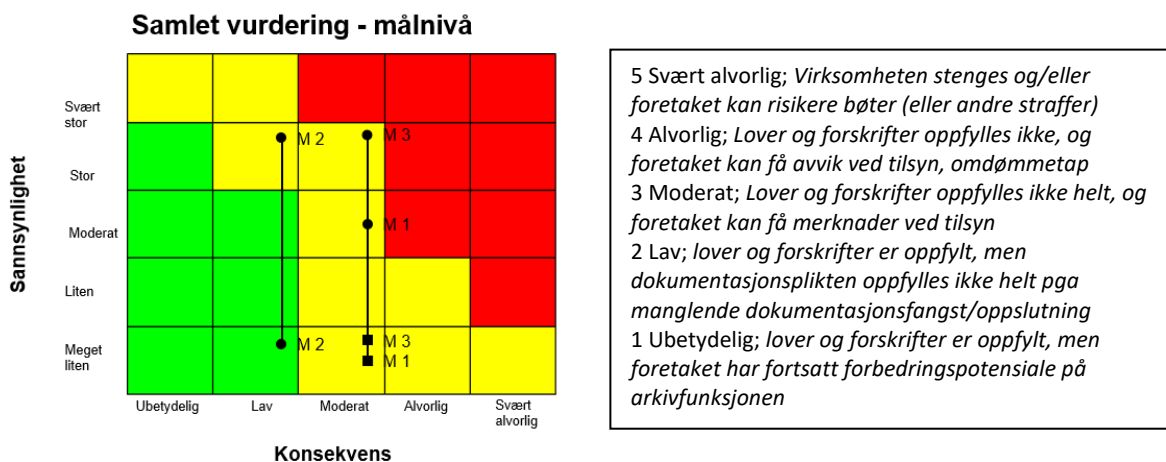 Samlet vurdering - målnivå
Sannsynlighet
Svært
stor
Stor
Moderat
Liten
Meget
liten
M 2
M 3
M 1
M 2
M 3
M 1
Ubetydelig
Lav
Moderat
Alvorlig
Svært
alvorlig
Konsekvens
5 Svært alvorlig; Virksomheten stenges og/eller
foretaket kan risikere bøter (eller andre straffer)
4 Alvorlig; Lover og forskrifter oppfylles ikke, og
foretaket kan få avvik ved tilsyn, omdømmetap
3 Moderat; Lover og forskrifter oppfylles ikke helt, og
foretaket kan få merknader ved tilsyn
2 Lav; lover og forskrifter er oppfylt, men
dokumentasjonsplikten oppfylles ikke helt pga
manglende dokumentasjonsfangst/oppslutning
1 Ubetydelig; lover og forskrifter er oppfylt, men
foretaket har fortsatt forbedringspotensiale på
arkivfunksjonen